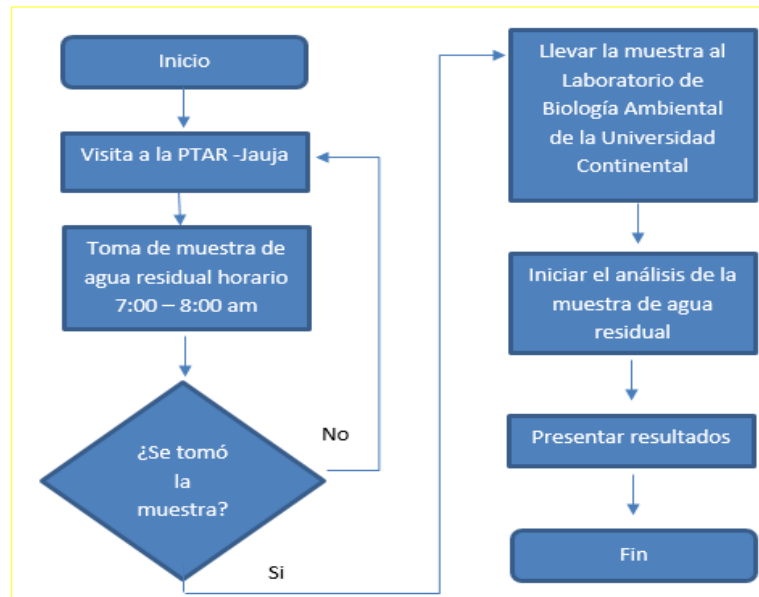 Inicio
Visita a la PTAR -Jauja
Toma de muestra de
agua residual horario
7:00 – 8:00 am
¿Se tomó
la
muestra?
No
Si
Llevar la muestra al
Laboratorio de
Biología Ambiental
de la Universidad
Continental
Iniciar el análisis de la
muestra de agua
residual
Presentar resultados
Fin